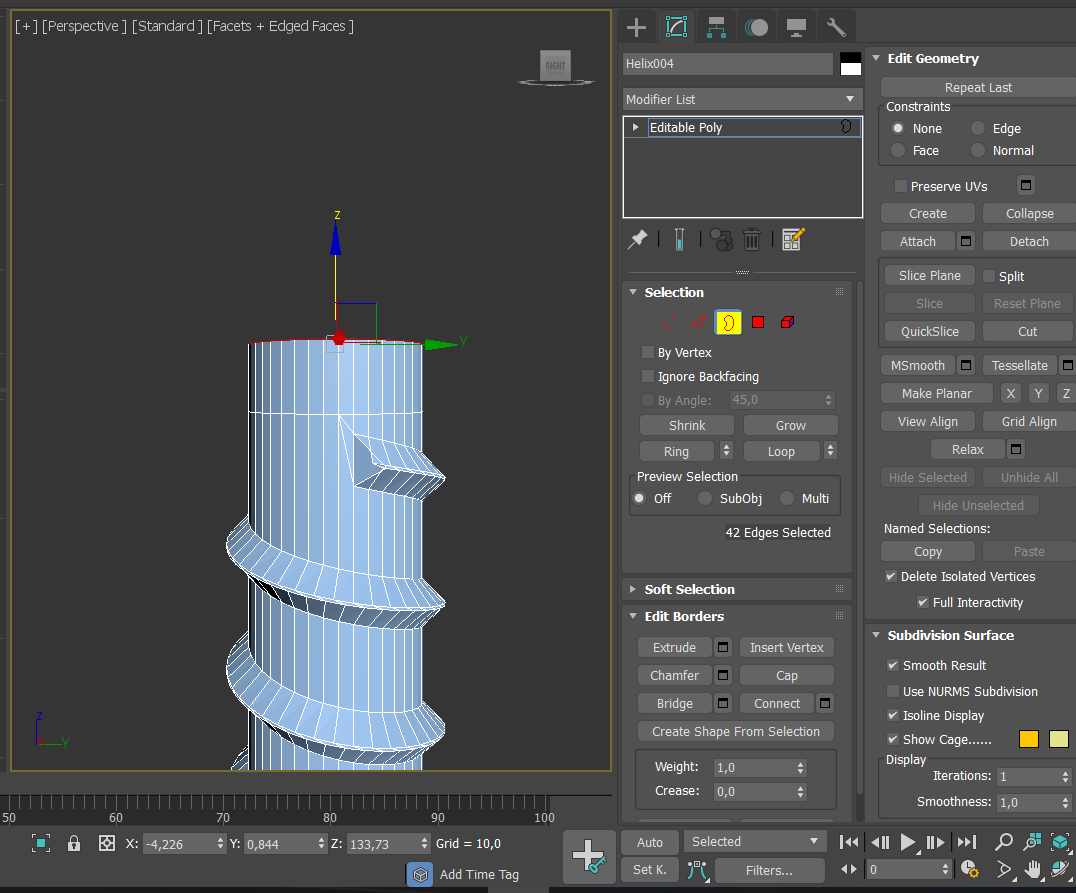 [+] [Perspective ] [Standard ] [Facets + Edged Faces ]
RIGHT
z
y
z
y
50 60 70 80 90 100
X: -4,226 Y: 0,844 Z: 133,73 Grid = 10,0
Add Time Tag
Helix004
Modifier List
Editable Poly
Selection
By Vertex
Ignore Backfacing
By Angle: 45,0
Shrink Grow
Ring Loop
Preview Selection
Off SubObj Multi
42 Edges Selected
Soft Selection
Edit Borders
Extrude Insert Vertex
Chamfer Cap
Bridge Connect
Create Shape From Selection
Weight: 1,0
Crease: 0,0
Edit Geometry
Repeat Last
Constraints
None Edge
Face Normal
Preserve UVs
Create Collapse
Attach Detach
Slice Plane Split
Slice Reset Plane
QuickSlice Cut
MSmooth Tessellate
Make Planar X Y Z
View Align Grid Align
Relax
Hide Selected Unhide All
Hide Unselected
Named Selections:
Copy Paste
Delete Isolated Vertices
Full Interactivity
Subdivision Surface
Smooth Result
Use NURMS Subdivision
Isoline Display
Show Cage......
Display
Iterations: 1
Smoothness: 1,0
Auto Selected
Set K. Filters... 0